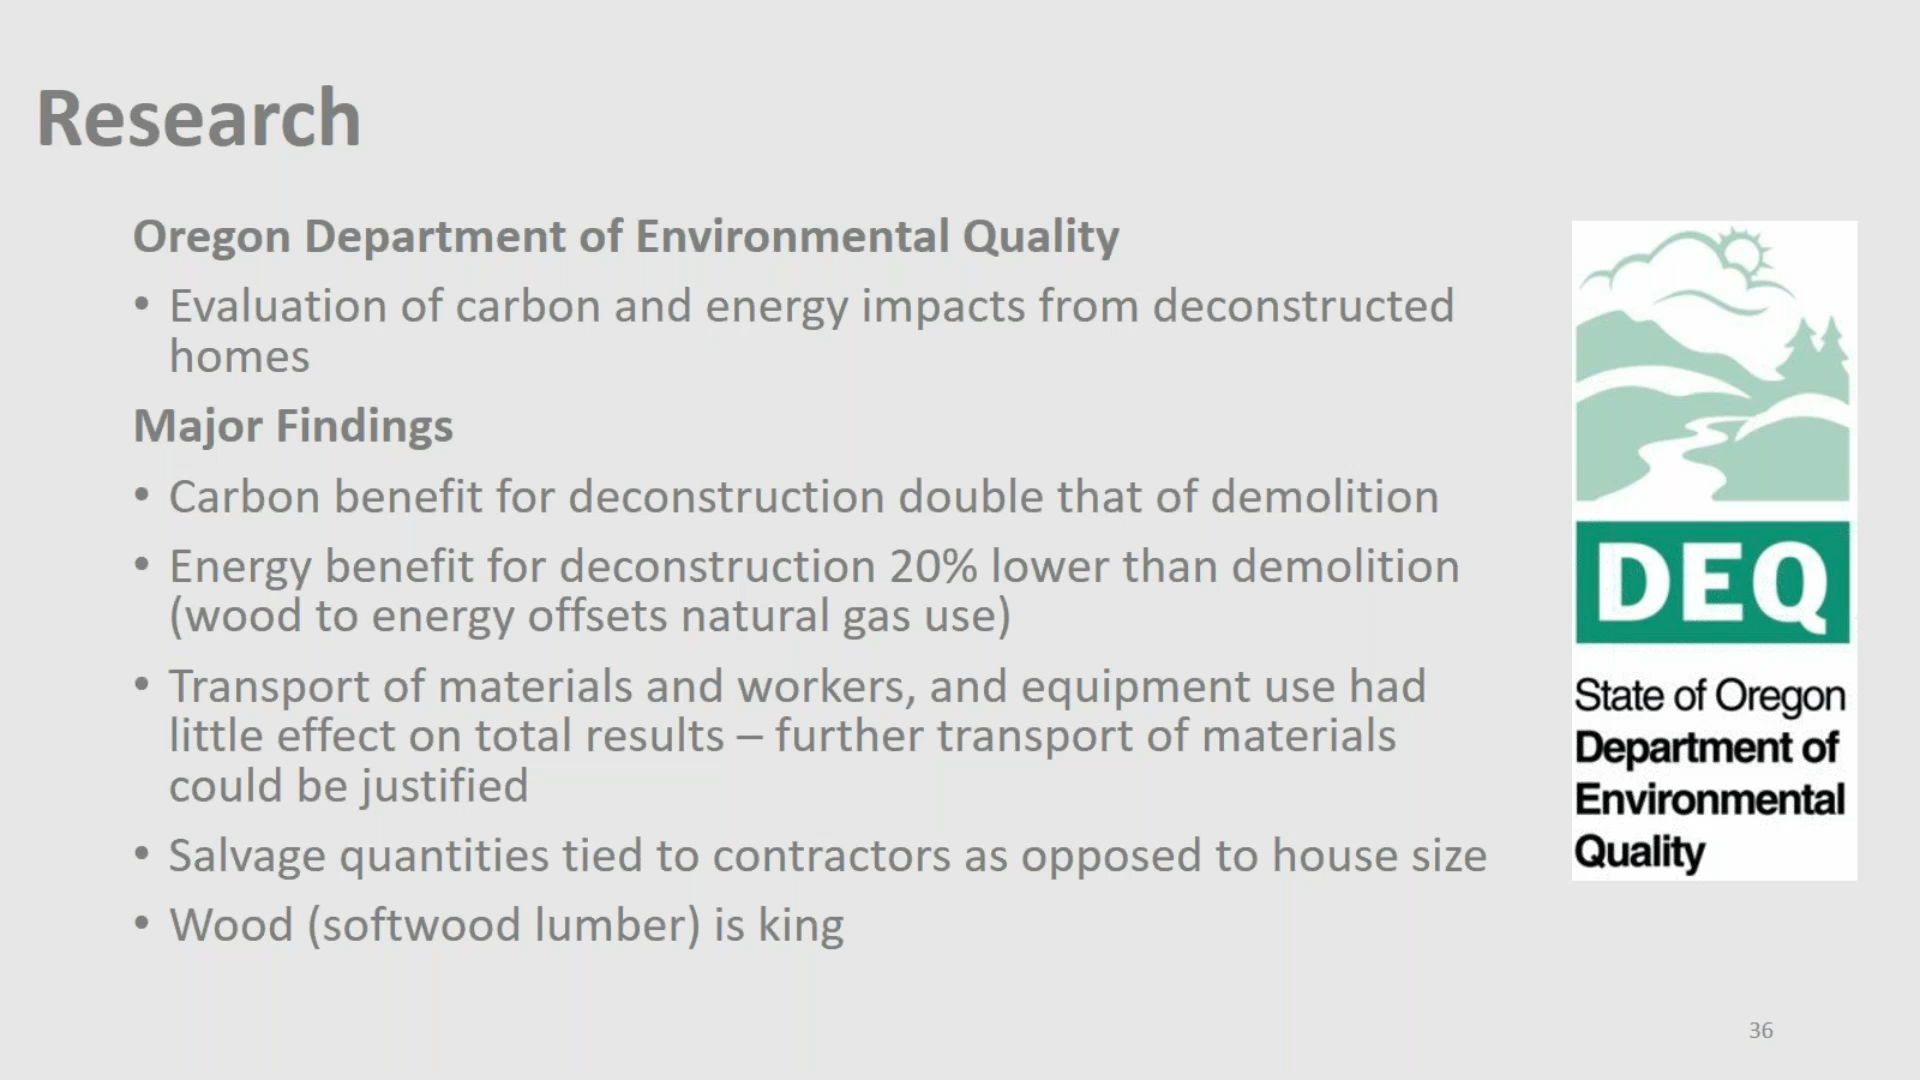 Research
Oregon Department of Environmental Quality
• Evaluation of carbon and energy impacts from deconstructed
homes
Major Findings
• Carbon benefit for deconstruction double that of demolition
• Energy benefit for deconstruction 20% lower than demolition
(wood to energy offsets natural gas use)
• Transport of materials and workers, and equipment use had
little effect on total results – further transport of materials
could be justified
• Salvage quantities tied to contractors as opposed to house size
• Wood (softwood lumber) is king
DEQ
State of Oregon
Department of
Environmental
Quality
36